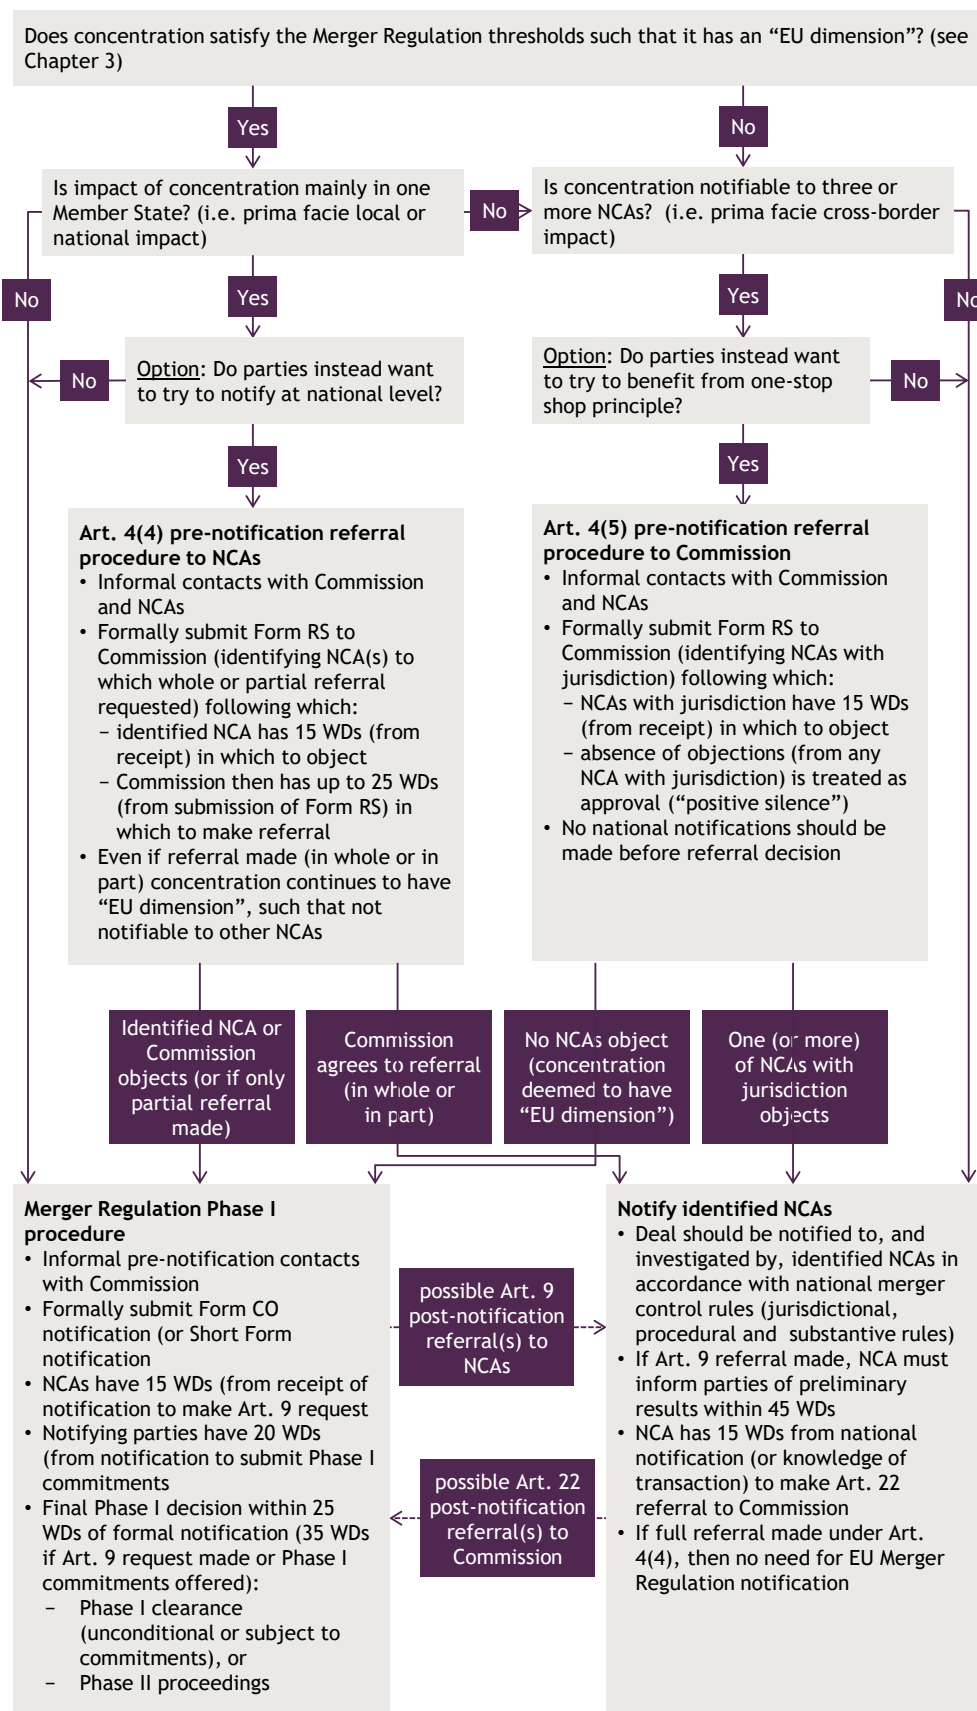 Does concentration satisfy the Merger Regulation thresholds such that it has an “EU dimension”? (see
Chapter 3)
Yes
No
Is impact of concentration mainly in one
Member State? (i.e. prima facie local or
national impact)
No
Is concentration notifiable to three or
more NCAs?  (i.e. prima facie cross-border
impact)
No
Yes
Yes
No
Option: Do parties instead want
to try to notify at national level?
No
Option: Do parties instead want
to try to benefit from one-stop
shop principle?
No
Yes
Yes
Art. 4(4) pre-notification referral
procedure to NCAs
• Informal contacts with Commission
and NCAs
• Formally submit Form RS to
Commission (identifying NCA(s) to
which whole or partial referral
requested) following which:
– identified NCA has 15 WDs (from
receipt) in which to object
– Commission then has up to 25 WDs
(from submission of Form RS) in
which to make referral
• Even if referral made (in whole or in
part) concentration continues to have
“EU dimension”, such that not
notifiable to other NCAs
Art. 4(5) pre-notification referral
procedure to Commission
• Informal contacts with Commission
and NCAs
• Formally submit Form RS to
Commission (identifying NCAs with
jurisdiction) following which:
– NCAs with jurisdiction have 15 WDs
(from receipt) in which to object
– absence of objections (from any
NCA with jurisdiction) is treated as
approval (“positive silence”)
• No national notifications should be
made before referral decision
Identified NCA or
Commission
objects (or if only
partial referral
made)
Commission
agrees to referral
(in whole or
in part)
No NCAs object
(concentration
deemed to have
“EU dimension”)
One (or more)
of NCAs with
jurisdiction
objects
Merger Regulation Phase I
procedure
• Informal pre-notification contacts
with Commission
• Formally submit Form CO
notification (or Short Form
notification
• NCAs have 15 WDs (from receipt of
notification to make Art. 9 request
• Notifying parties have 20 WDs
(from notification to submit Phase I
commitments
• Final Phase I decision within 25
WDs of formal notification (35 WDs
if Art. 9 request made or Phase I
commitments offered):
– Phase I clearance
(unconditional or subject to
commitments), or
– Phase II proceedings
possible Art. 9
post-notification
referral(s) to
NCAs
possible Art. 22
post-notification
referral(s) to
Commission
Notify identified NCAs
• Deal should be notified to, and
investigated by, identified NCAs in
accordance with national merger
control rules (jurisdictional,
procedural and  substantive rules)
• If Art. 9 referral made, NCA must
inform parties of preliminary
results within 45 WDs
• NCA has 15 WDs from national
notification (or knowledge of
transaction) to make Art. 22
referral to Commission
• If full referral made under Art.
4(4), then no need for EU Merger
Regulation notification